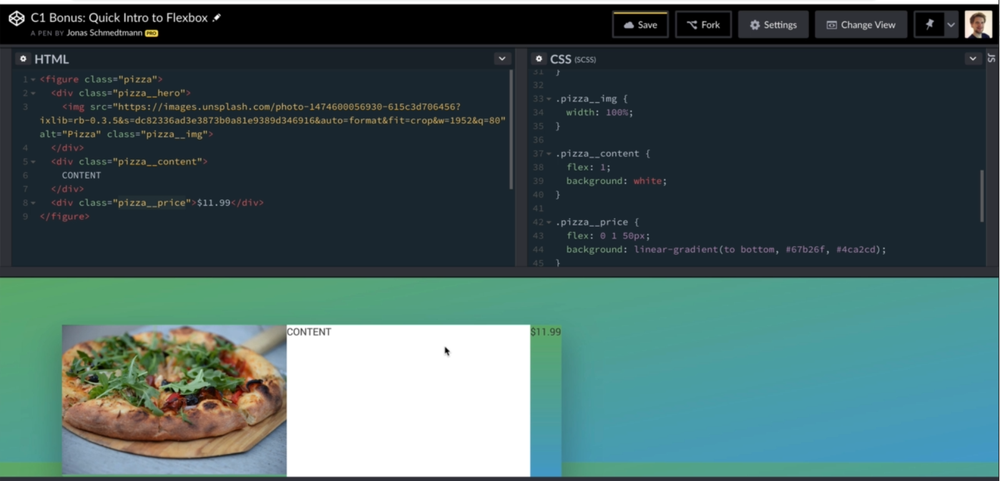 C1 Bonus: Quick Intro to Flexbox
A PEN BY Jonas Schmedtmann PRO
Save
Fork
Settings
Change View
HTML
1 <figure class="pizza">
2 <div class="pizza__hero">
3 <img src="https://images.unsplash.com/photo-1474600056930-615c3d706456?
ixlib=rb-0.3.5&s=dc82336ad3e3873b0a81e9389d346916&auto=format&fit=crop&w=1952&q=80"
alt="Pizza" class="pizza__img">
4 </div>
5 <div class="pizza__content">
6 CONTENT
7 </div>
8 <div class="pizza__price">$11.99</div>
9 </figure>
CSS (SCSS)
31 }
32
33 .pizza__img {
34 width: 100%;
35 }
36
37 .pizza__content {
38 flex: 1;
39 background: white;
40 }
41
42 .pizza__price {
43 flex: 0 1 50px;
44 background: linear-gradient(to bottom, #67b26f, #4ca2cd);
45 }
JS
CONTENT
$11.99